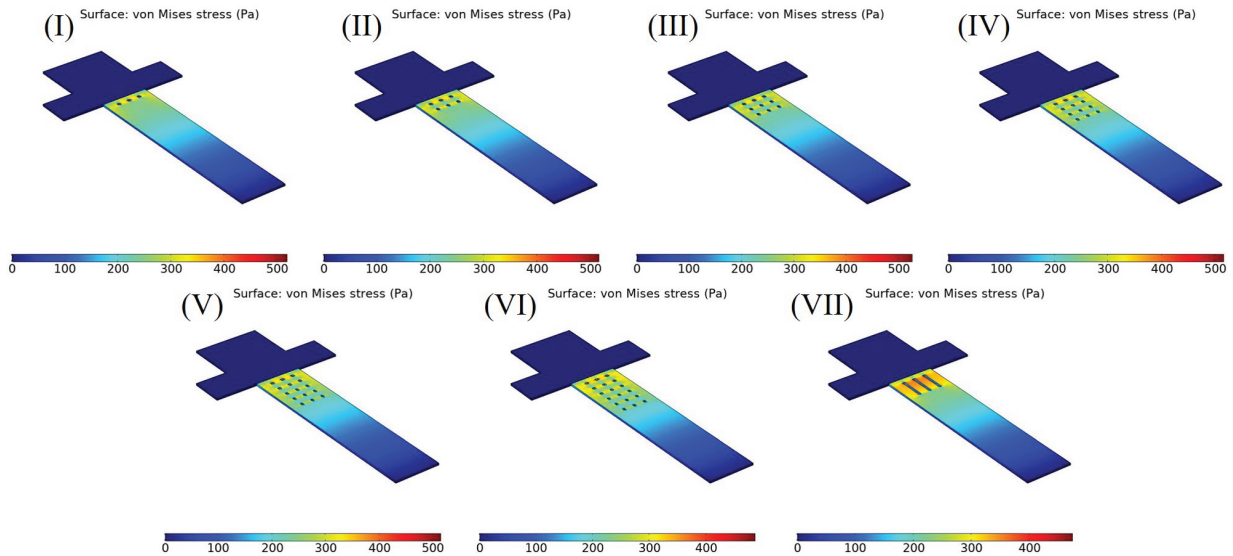 Surface: von Mises stress (Pa)
Surface: von Mises stress (Pa)
Surface: von Mises stress (Pa)
Surface: von Mises stress (Pa)
(I)
(II)
(III)
(IV)
0 100 200 300 400 500
0 100 200 300 400 500
0 100 200 300 400 500
0 100 200 300 400 500
Surface: von Mises stress (Pa)
Surface: von Mises stress (Pa)
Surface: von Mises stress (Pa)
(V)
(VI)
(VII)
0 100 200 300 400 500
0 100 200 300 400
0 100 200 300 400